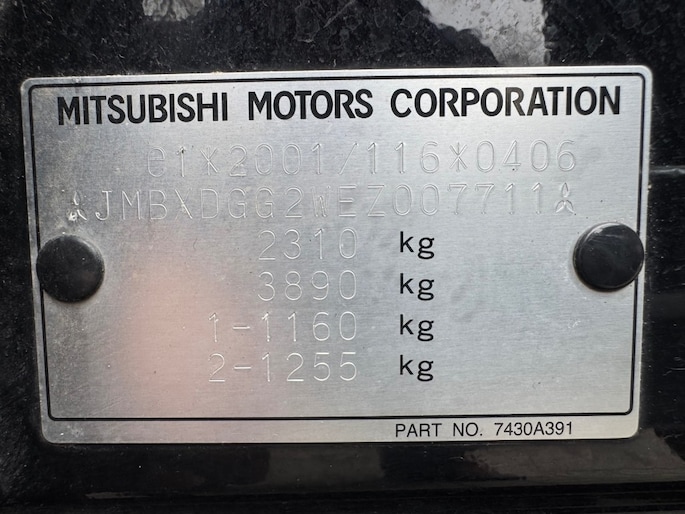 MITSUBISHI MOTORS CORPORATION
e1*2001/116*0406
JMBXDGG2WEZ007711
2310 kg
3890 kg
1-1160 kg
2-1255 kg
PART NO. 7430A391